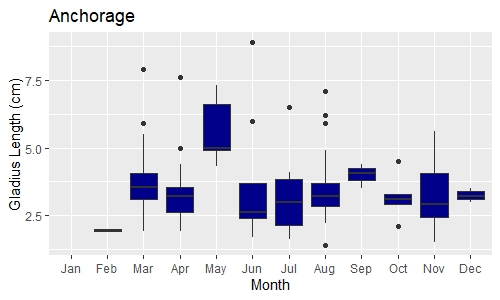 Anchorage
Gladius Length (cm)
7.5
5.0
2.5
Jan Feb Mar Apr May Jun Jul Aug Sep Oct Nov Dec
Month